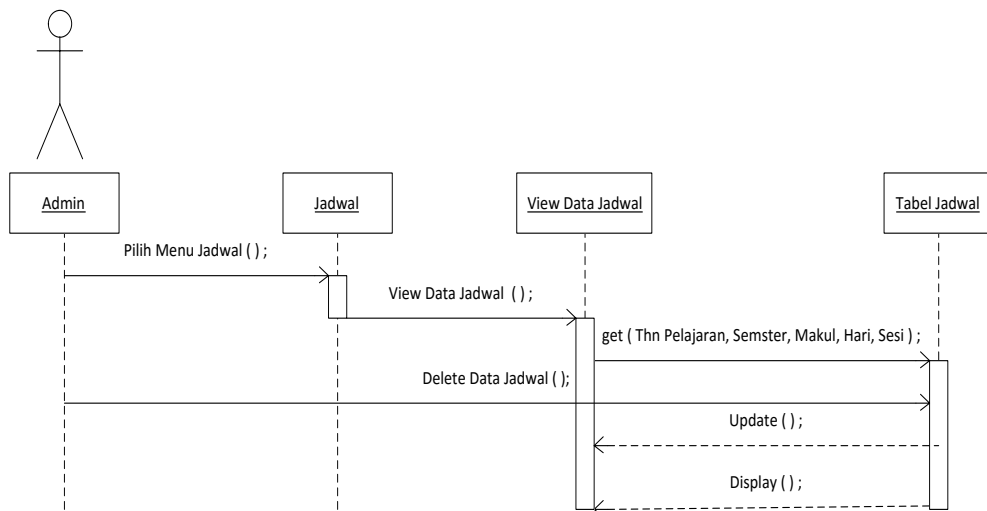 Admin
Jadwal
View Data Jadwal
Tabel Jadwal
Pilih Menu Jadwal ( ) ;
View Data Jadwal ( ) ;
get ( Thn Pelajaran, Semster, Makul, Hari, Sesi ) ;
Delete Data Jadwal ( );
Update ( ) ;
Display ( ) ;